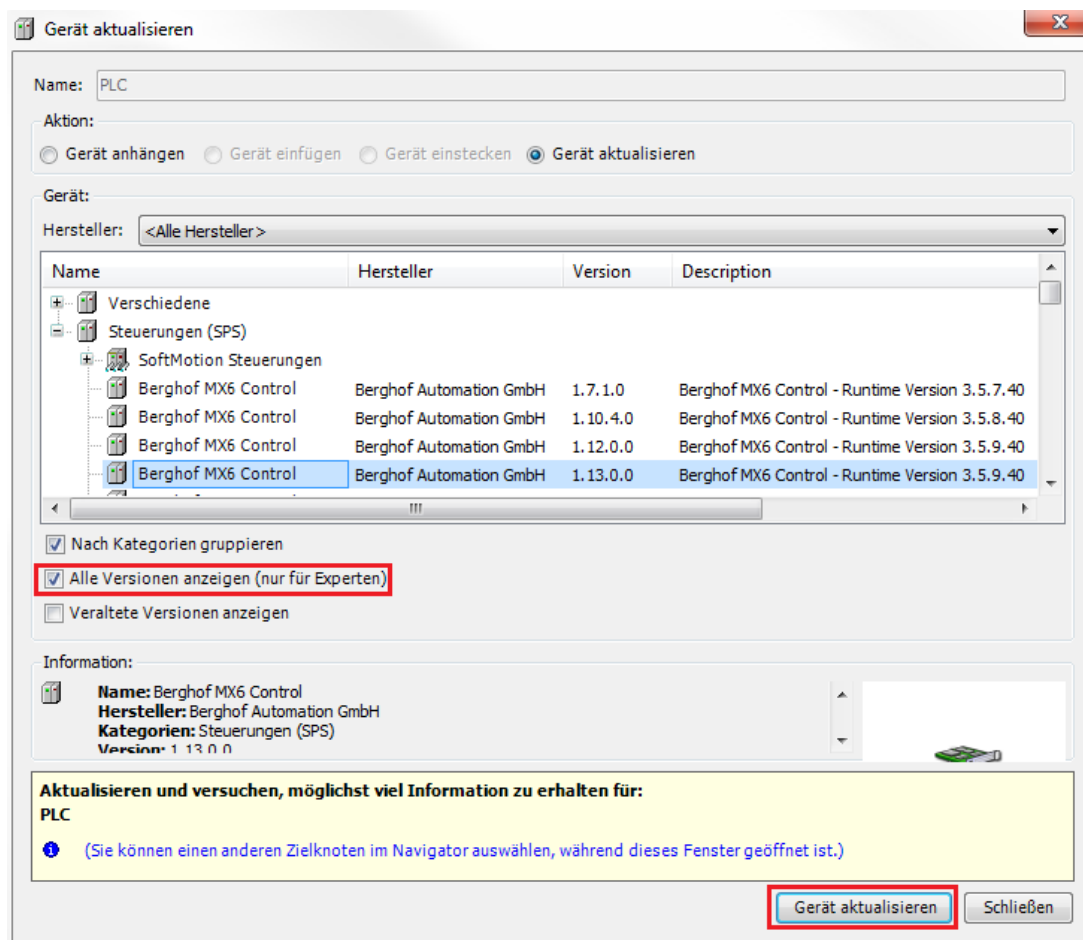 Gerät aktualisieren
Name: PLC
Aktion:
Gerät anhängen Gerät einfügen Gerät einstecken Gerät aktualisieren
Gerät:
Hersteller: <Alle Hersteller>
Name Hersteller Version Description
Verschiedene
Steuerungen (SPS)
SoftMotion Steuerungen
Berghof MX6 Control Berghof Automation GmbH 1.7.1.0 Berghof MX6 Control - Runtime Version 3.5.7.40
Berghof MX6 Control Berghof Automation GmbH 1.10.4.0 Berghof MX6 Control - Runtime Version 3.5.8.40
Berghof MX6 Control Berghof Automation GmbH 1.12.0.0 Berghof MX6 Control - Runtime Version 3.5.9.40
Berghof MX6 Control Berghof Automation GmbH 1.13.0.0 Berghof MX6 Control - Runtime Version 3.5.9.40
Nach Kategorien gruppieren
Alle Versionen anzeigen (nur für Experten)
Veraltete Versionen anzeigen
Information:
Name: Berghof MX6 Control
Hersteller: Berghof Automation GmbH
Kategorien: Steuerungen (SPS)
Version: 1.13.0.0
Aktualisieren und versuchen, möglichst viel Information zu erhalten für:
PLC
(Sie können einen anderen Zielknoten im Navigator auswählen, während dieses Fenster geöffnet ist.)
Gerät aktualisieren Schließen